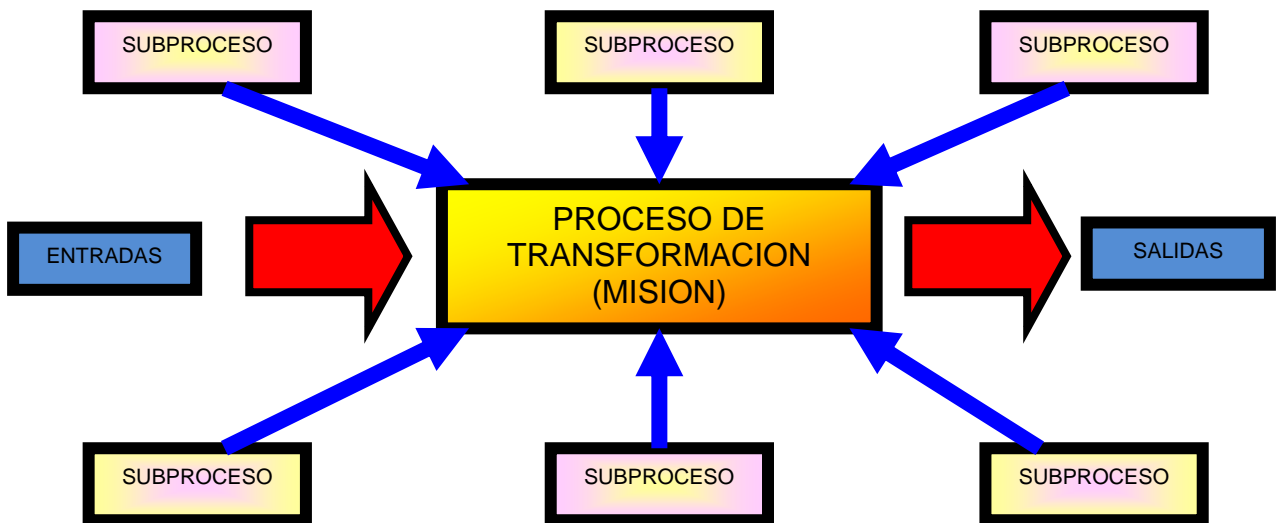 SUBPROCESO
SUBPROCESO
SUBPROCESO
ENTRADAS
PROCESO DE
TRANSFORMACION
(MISION)
SALIDAS
SUBPROCESO
SUBPROCESO
SUBPROCESO